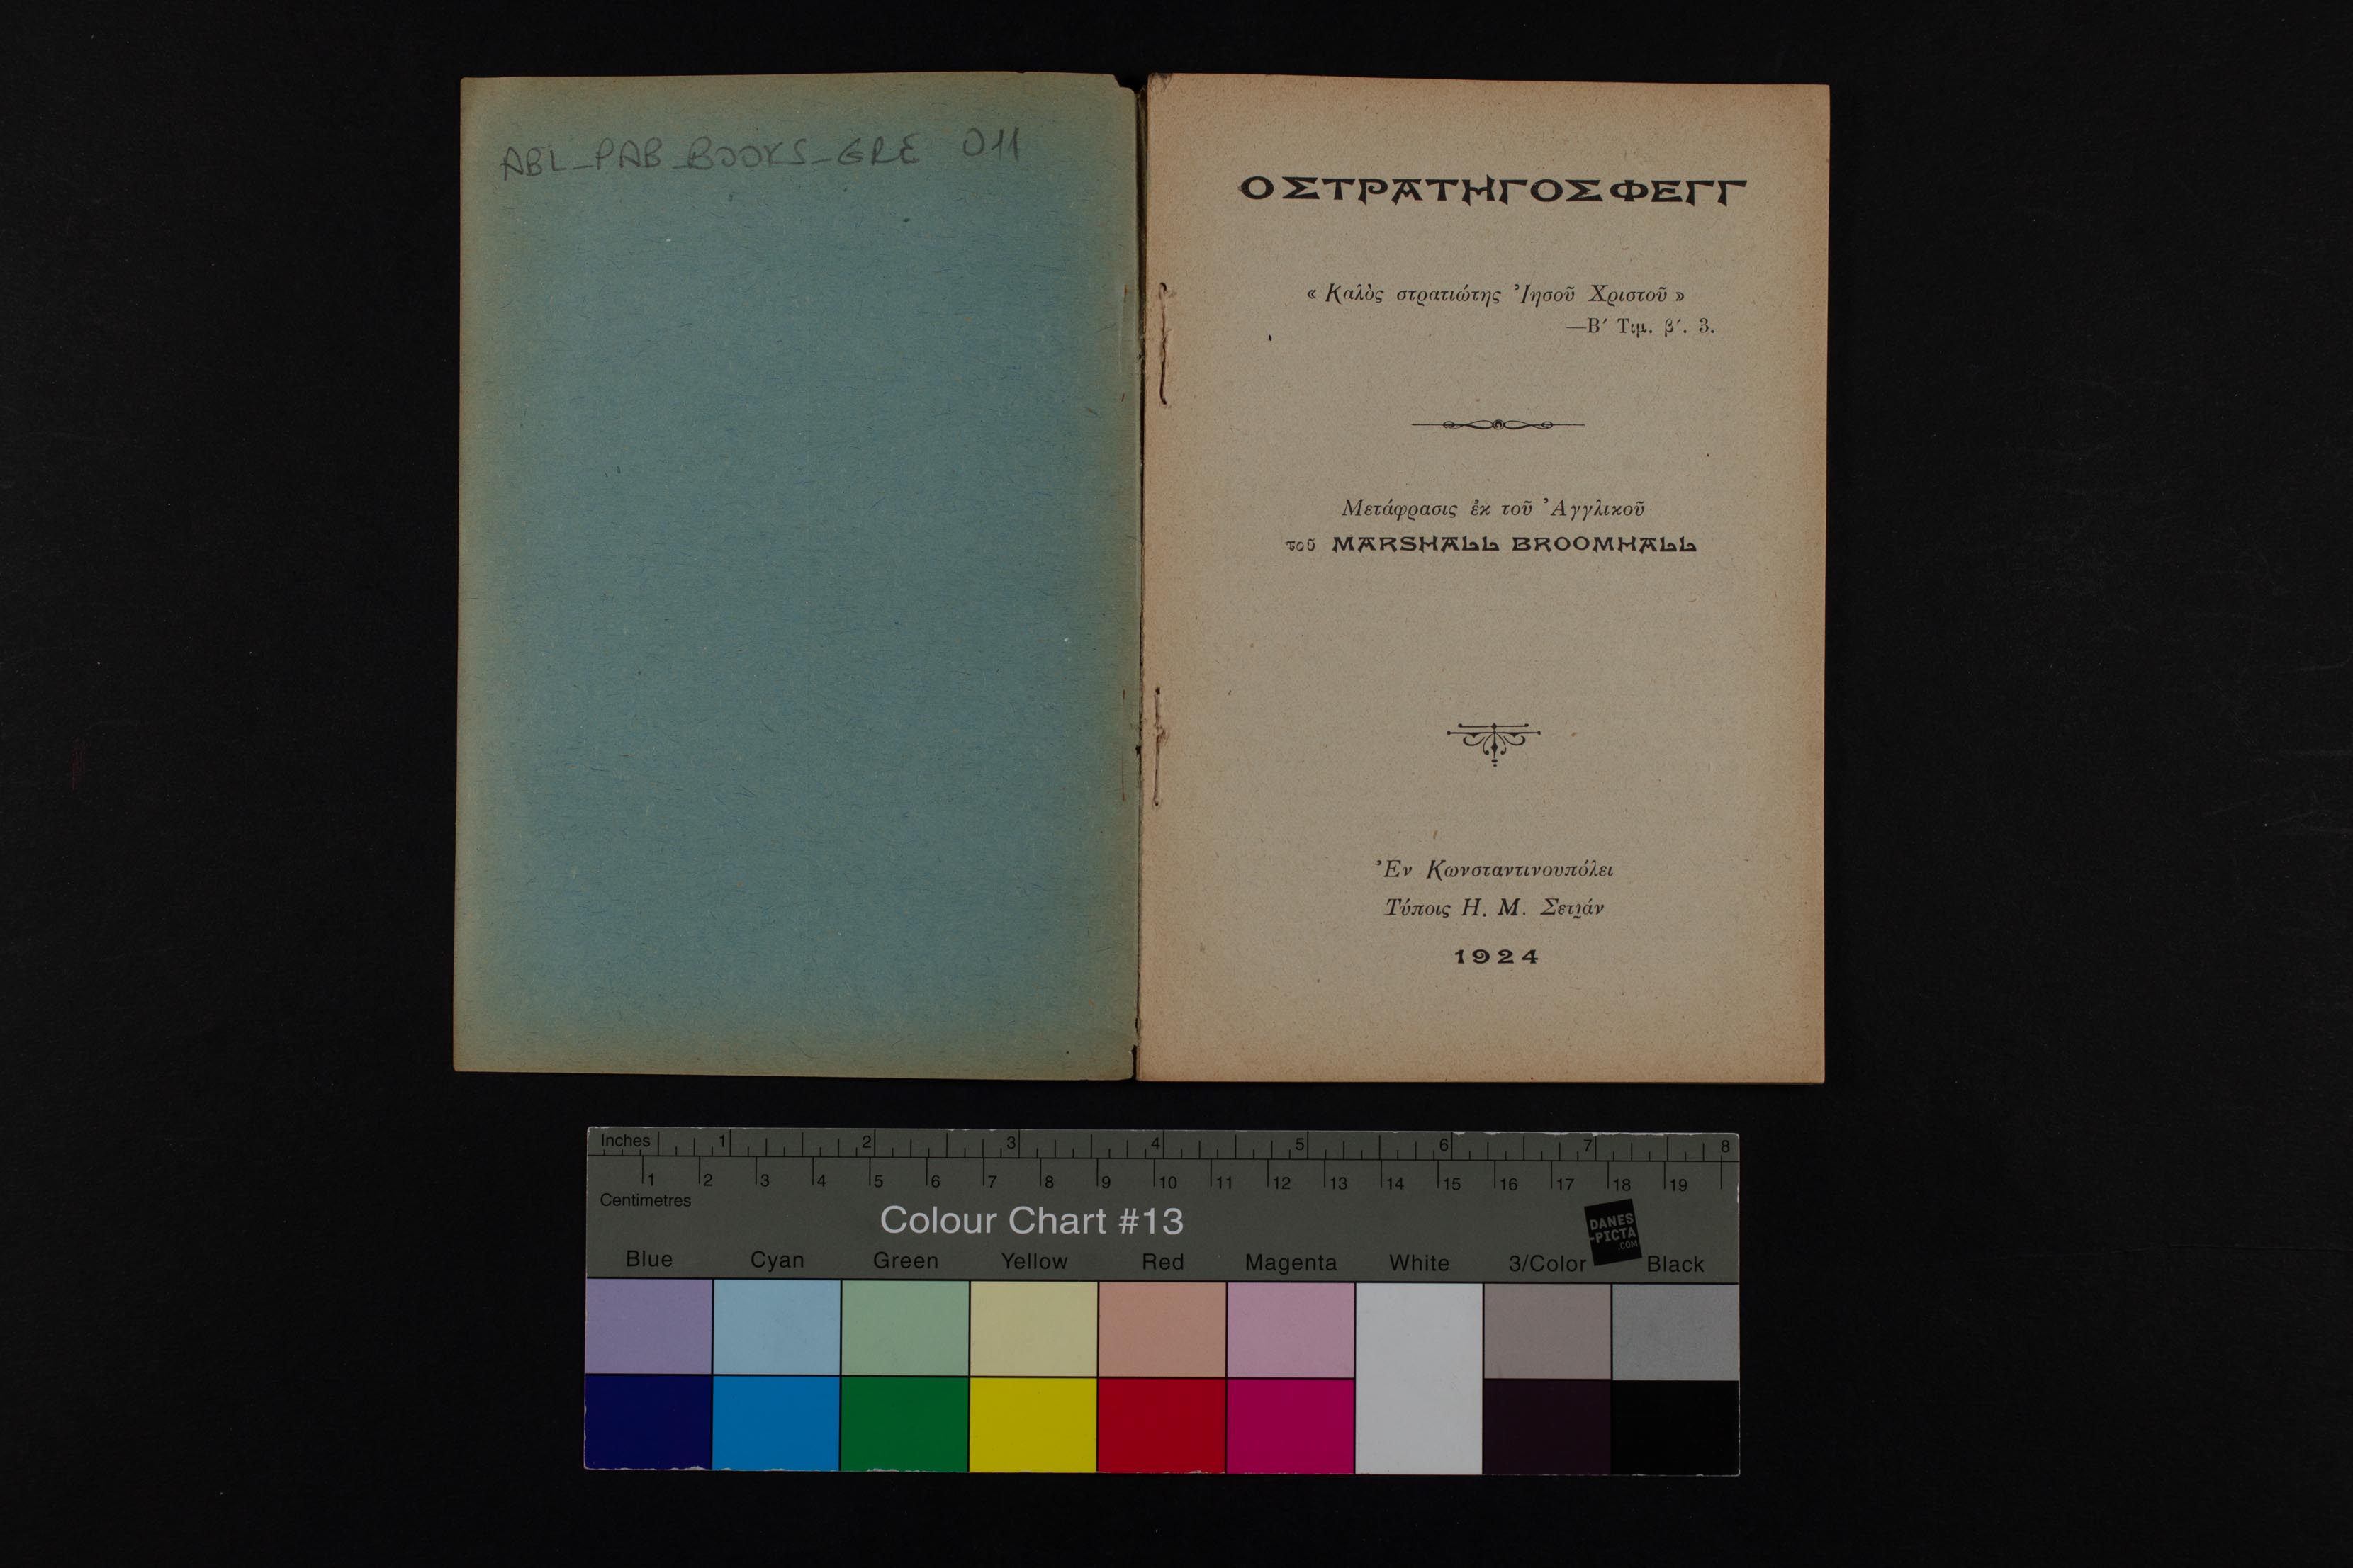 ABL_PAB_BOOKS_GRE 011
Ο ΣΤΡΑΤΗΓΟΣ ΦΕΓΓ
« Καλὸς στρατιώτης Ἰησοῦ Χριστοῦ »
—Β΄ Τιμ. β΄. 3.
Μετάφρασις ἐκ τοῦ Ἀγγλικοῦ
τοῦ MARSHALL BROOMHALL
Ἐν Κωνσταντινουπόλει
Τύποις Η. Μ. Σετι̯άν
1924
Inches 1 2 3 4 5 6 7 8
1 2 3 4 5 6 7 8 9 10 11 12 13 14 15 16 17 18 19
Centimetres
Colour Chart #13
DANES
-PICTA
.COM
Blue Cyan Green Yellow Red Magenta White 3/Color Black